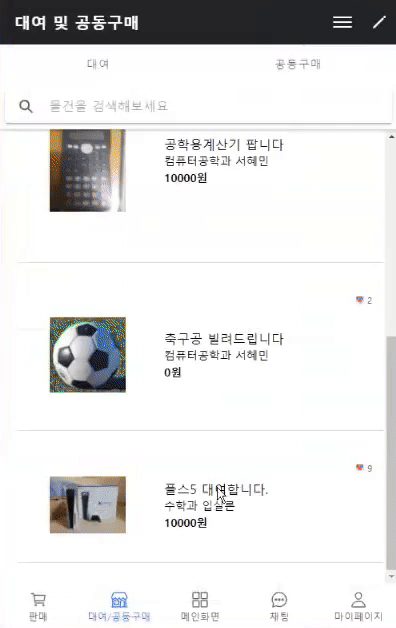 대여 및 공동구매
대여
공동구매
물건을 검색해보세요
공학용계산기 팝니다
컴퓨터공학과 서혜민
10000원
2
축구공 빌려드립니다
컴퓨터공학과 서혜민
0원
9
플스5 대여합니다.
수학과 입실론
10000원
판매
대여/공동구매
메인화면
채팅
마이페이지